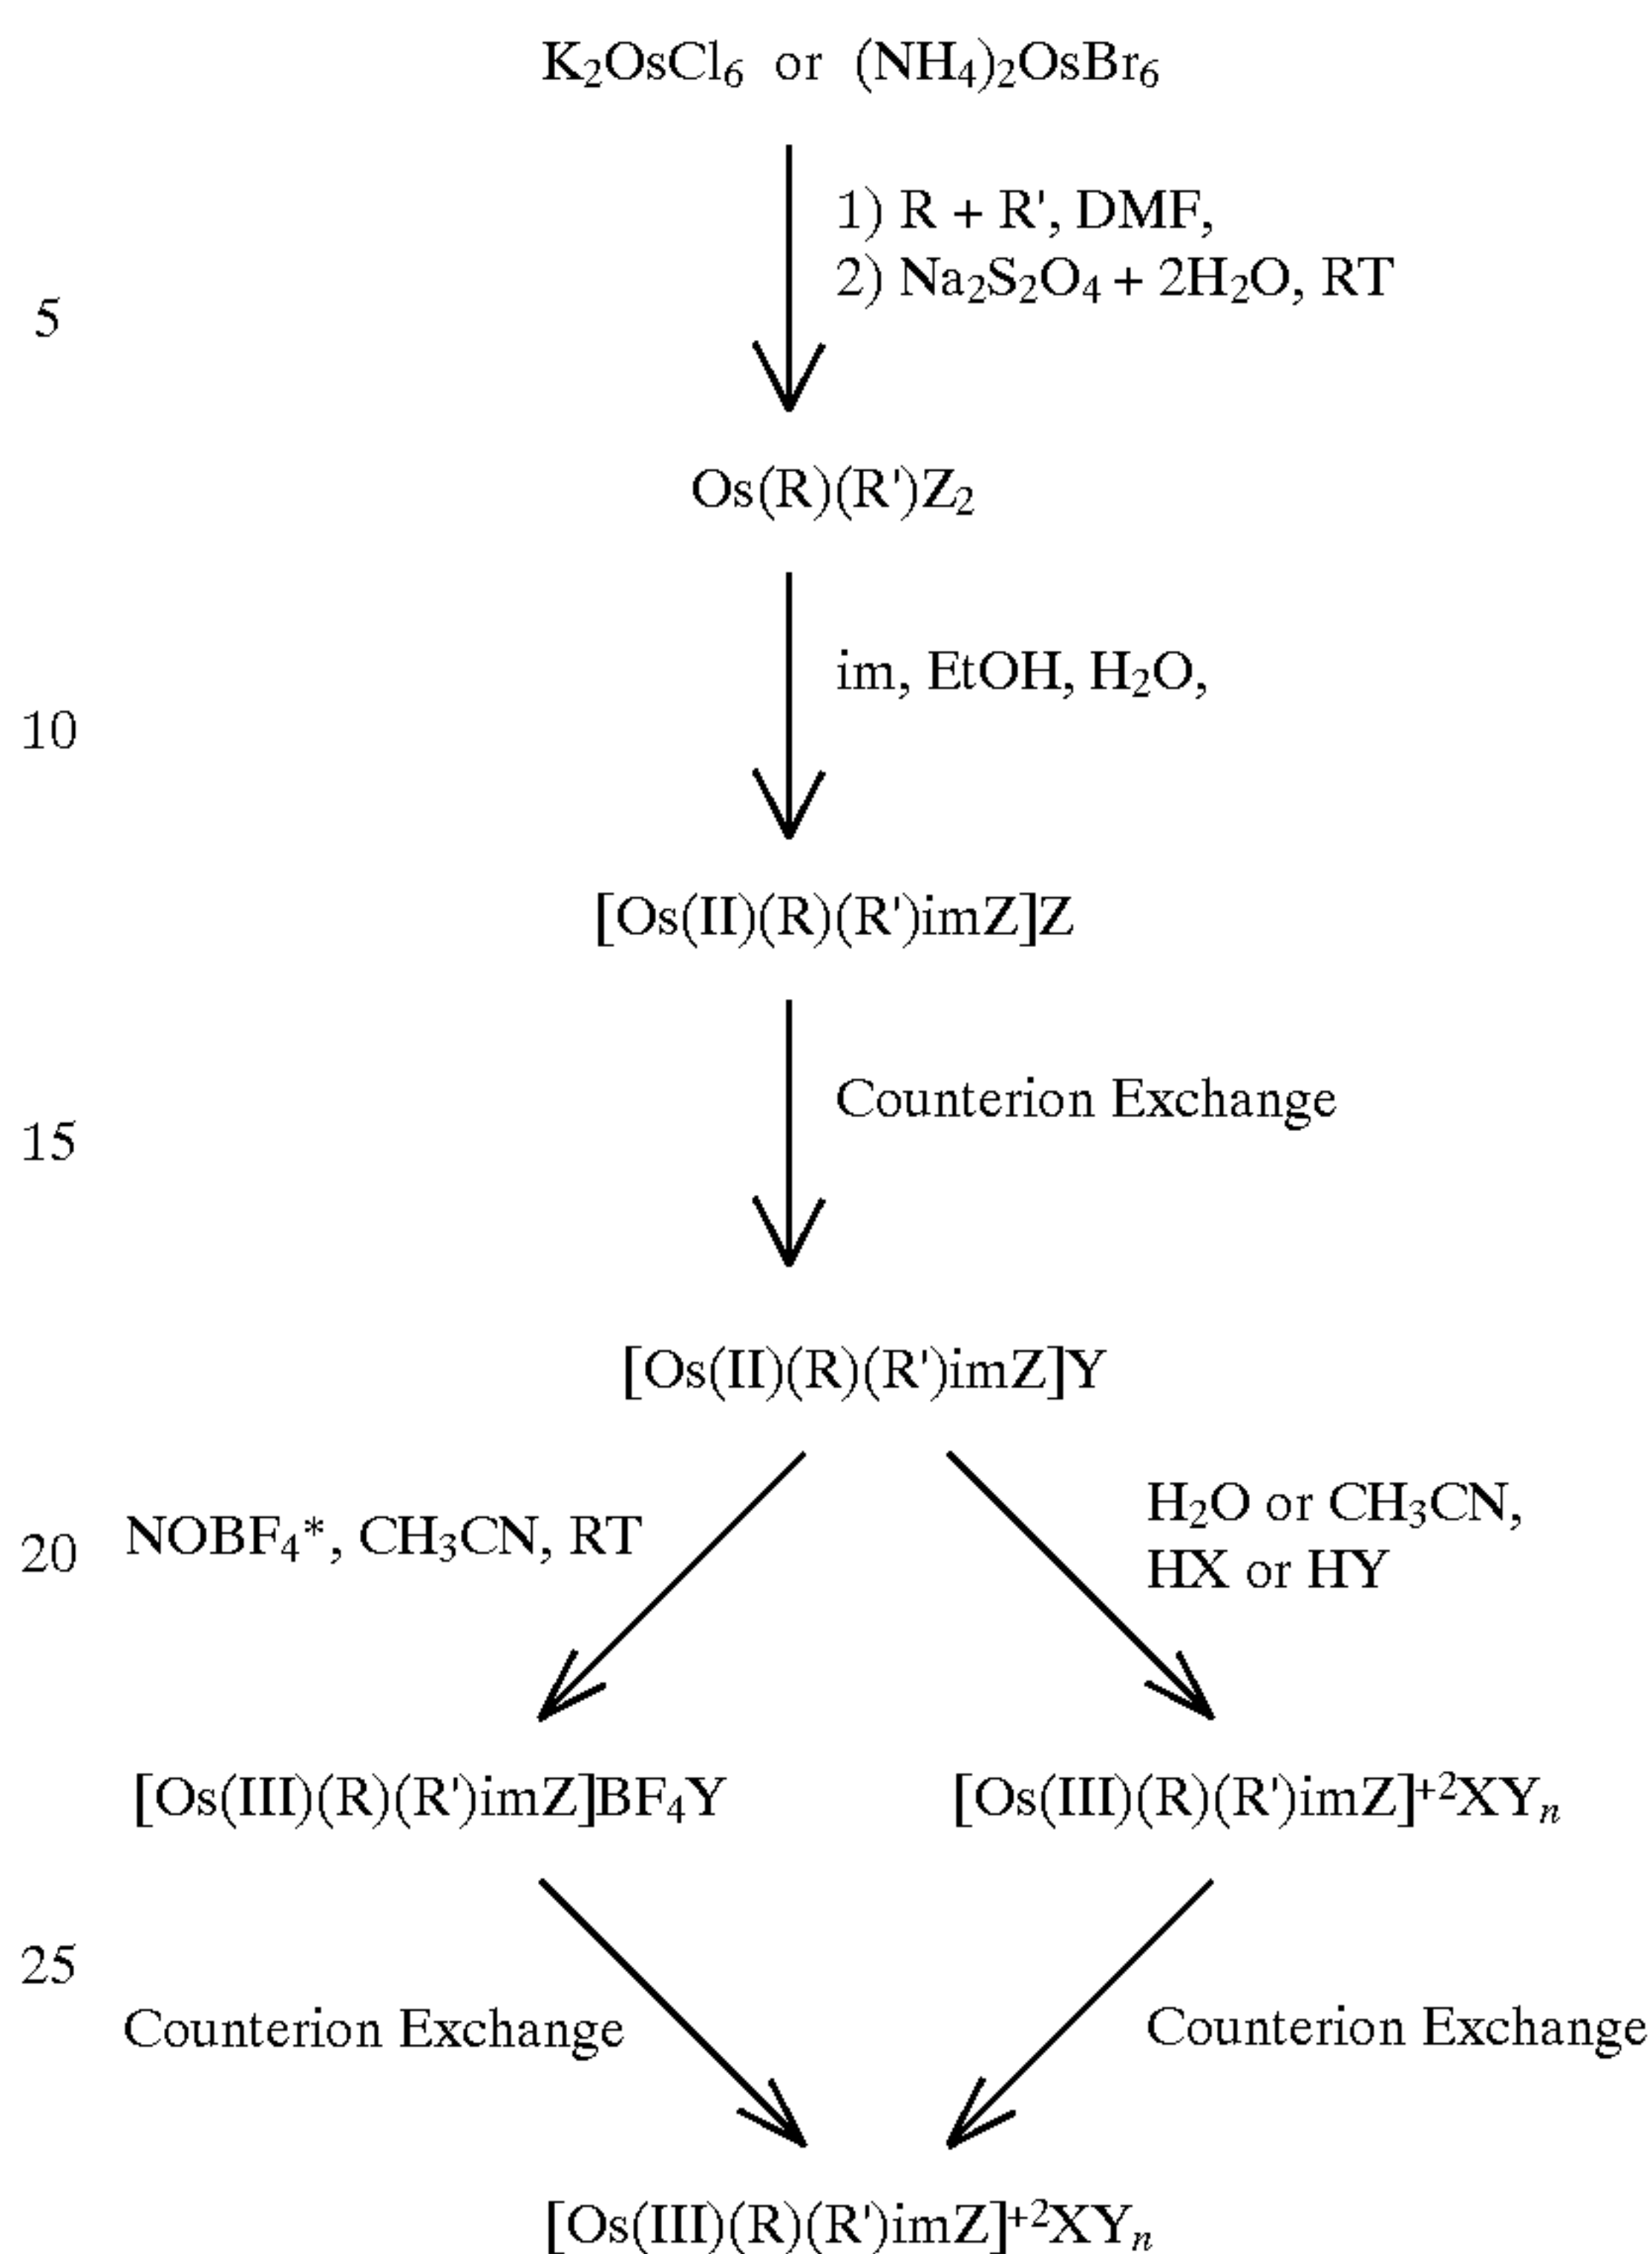 K₂OsCl₆ or (NH₄)₂OsBr₆
1) R + R', DMF,
2) Na₂S₂O₄ + 2H₂O, RT
5
Os(R)(R')Z₂
im, EtOH, H₂O,
10
[Os(II)(R)(R')imZ]Z
Counterion Exchange
15
[Os(II)(R)(R')imZ]Y
H₂O or CH₃CN,
HX or HY
20 NOBF₄*, CH₃CN, RT
[Os(III)(R)(R')imZ]BF₄Y [Os(III)(R)(R')imZ]⁺²XYₙ
25
Counterion Exchange Counterion Exchange
[Os(III)(R)(R')imZ]⁺²XYₙ